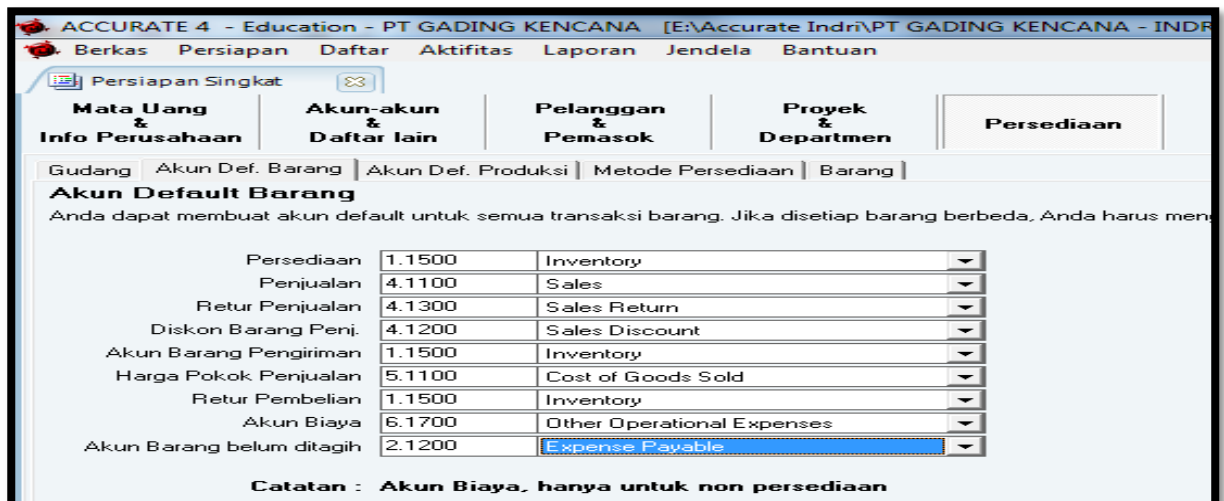 ACCURATE 4 - Education - PT GADING KENCANA [E:\Accurate Indri\PT GADING KENCANA - INDR
Berkas Persiapan Daftar Aktifitas Laporan Jendela Bantuan
Persiapan Singkat
Mata Uang & Info Perusahaan
Akun-akun & Daftar lain
Pelanggan & Pemasok
Proyek & Departmen
Persediaan
Gudang Akun Def. Barang Akun Def. Produksi Metode Persediaan Barang
Akun Default Barang
Anda dapat membuat akun default untuk semua transaksi barang. Jika disetiap barang berbeda, Anda harus men
Persediaan 1.1500 Inventory
Penjualan 4.1100 Sales
Retur Penjualan 4.1300 Sales Return
Diskon Barang Penj. 4.1200 Sales Discount
Akun Barang Pengiriman 1.1500 Inventory
Harga Pokok Penjualan 5.1100 Cost of Goods Sold
Retur Pembelian 1.1500 Inventory
Akun Biaya 6.1700 Other Operational Expenses
Akun Barang belum ditagih 2.1200 Expense Payable
Catatan : Akun Biaya, hanya untuk non persediaan